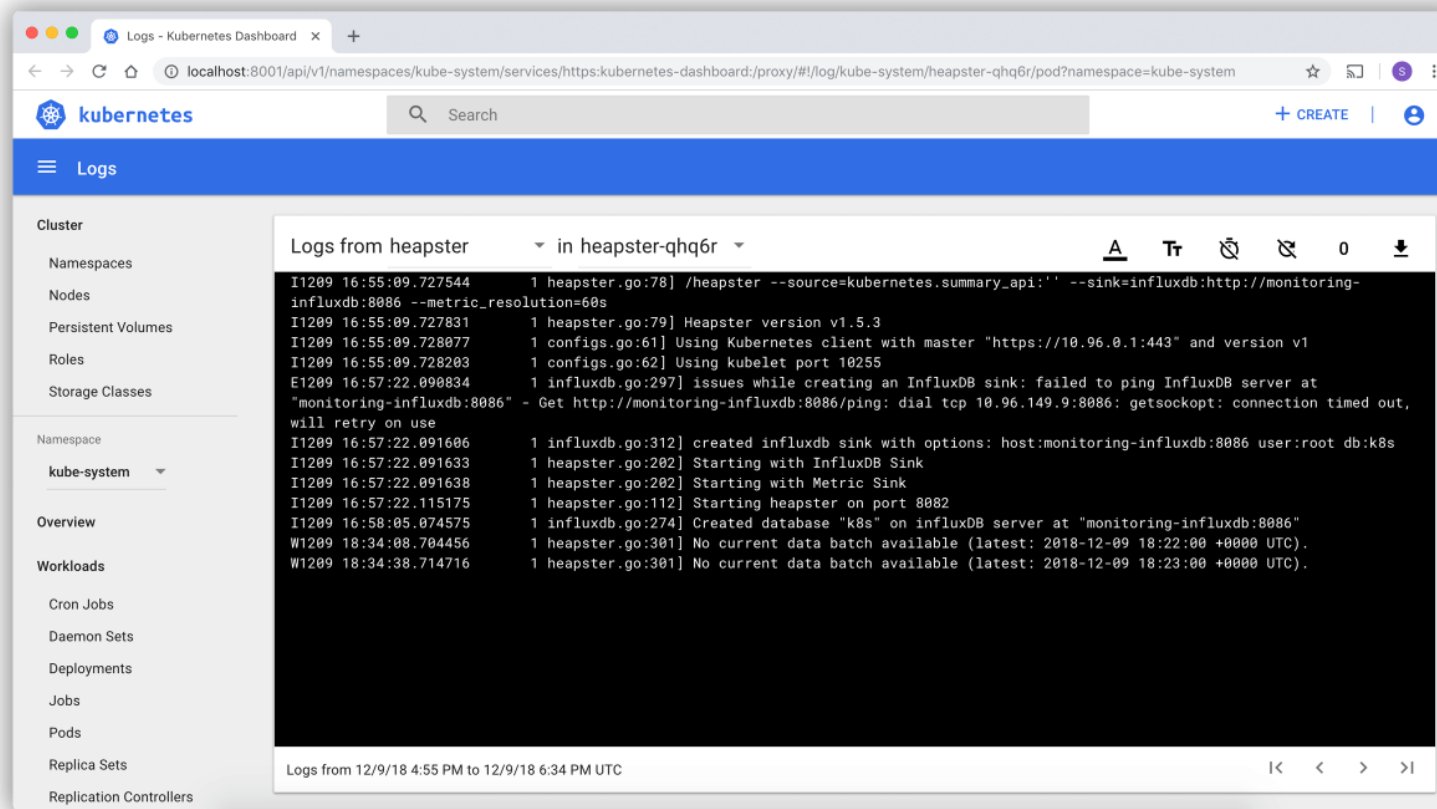 Logs - Kubernetes Dashboard
localhost:8001/api/v1/namespaces/kube-system/services/https:kubernetes-dashboard:/proxy/#!/log/kube-system/heapster-qhq6r/pod?namespace=kube-system
S
kubernetes
Search
+ CREATE
Logs
Cluster
Namespaces
Nodes
Persistent Volumes
Roles
Storage Classes
Namespace
kube-system
Overview
Workloads
Cron Jobs
Daemon Sets
Deployments
Jobs
Pods
Replica Sets
Replication Controllers
Logs from heapster in heapster-qhq6r
A TT 0
I1209 16:55:09.727544 1 heapster.go:78] /heapster --source=kubernetes.summary_api:'' --sink=influxdb:http://monitoring-
influxdb:8086 --metric_resolution=60s
I1209 16:55:09.727831 1 heapster.go:79] Heapster version v1.5.3
I1209 16:55:09.728077 1 configs.go:61] Using Kubernetes client with master "https://10.96.0.1:443" and version v1
I1209 16:55:09.728203 1 configs.go:62] Using kubelet port 10255
E1209 16:57:22.090834 1 influxdb.go:297] issues while creating an InfluxDB sink: failed to ping InfluxDB server at
"monitoring-influxdb:8086" - Get http://monitoring-influxdb:8086/ping: dial tcp 10.96.149.9:8086: getsockopt: connection timed out,
will retry on use
I1209 16:57:22.091606 1 influxdb.go:312] created influxdb sink with options: host:monitoring-influxdb:8086 user:root db:k8s
I1209 16:57:22.091633 1 heapster.go:202] Starting with InfluxDB Sink
I1209 16:57:22.091638 1 heapster.go:202] Starting with Metric Sink
I1209 16:57:22.115175 1 heapster.go:112] Starting heapster on port 8082
I1209 16:58:05.074575 1 influxdb.go:274] Created database "k8s" on influxDB server at "monitoring-influxdb:8086"
W1209 18:34:08.704456 1 heapster.go:301] No current data batch available (latest: 2018-12-09 18:22:00 +0000 UTC).
W1209 18:34:38.714716 1 heapster.go:301] No current data batch available (latest: 2018-12-09 18:23:00 +0000 UTC).
Logs from 12/9/18 4:55 PM to 12/9/18 6:34 PM UTC